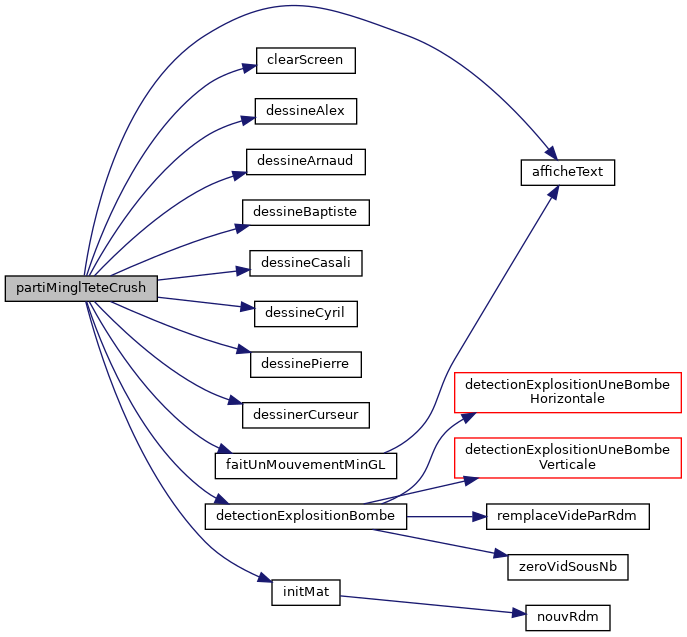 clearScreen
dessineAlex
dessineArnaud
afficheText
dessineBaptiste
dessineCasali
partiMinglTeteCrush
dessineCyril
dessinePierre
detectionExplositionUneBombe
Horizontale
dessinerCurseur
detectionExplositionUneBombe
Verticale
faitUnMouvementMinGL
detectionExplositionBombe
remplaceVideParRdm
zeroVidSousNb
initMat
nouvRdm